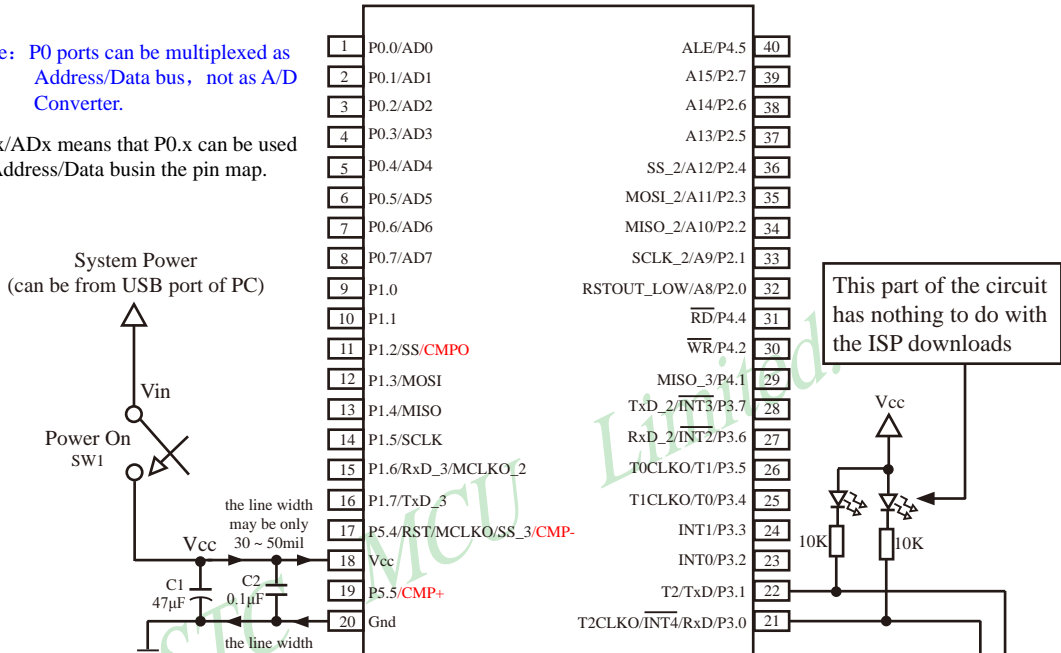 e: P0 ports can be multiplexed as
Address/Data bus, not as A/D
Converter.
x/ADx means that P0.x can be used
Address/Data busin the pin map.
System Power
(can be from USB port of PC)
Vin
Power On
SW1
Vcc
the line width
may be only
30 ~ 50mil
C1
47μF
C2
0.1μF
the line width
1 P0.0/AD0
2 P0.1/AD1
3 P0.2/AD2
4 P0.3/AD3
5 P0.4/AD4
6 P0.5/AD5
7 P0.6/AD6
8 P0.7/AD7
9 P1.0
10 P1.1
11 P1.2/SS/CMPO
12 P1.3/MOSI
13 P1.4/MISO
14 P1.5/SCLK
15 P1.6/RxD_3/MCLKO_2
16 P1.7/TxD_3
17 P5.4/RST/MCLKO/SS_3/CMP-
18 Vcc
19 P5.5/CMP+
20 Gnd
ALE/P4.5 40
A15/P2.7 39
A14/P2.6 38
A13/P2.5 37
SS_2/A12/P2.4 36
MOSI_2/A11/P2.3 35
MISO_2/A10/P2.2 34
SCLK_2/A9/P2.1 33
RSTOUT_LOW/A8/P2.0 32
RD/P4.4 31
WR/P4.2 30
MISO_3/P4.1 29
TxD_2/INT3/P3.7 28
RxD_2/INT2/P3.6 27
T0CLKO/T1/P3.5 26
T1CLKO/T0/P3.4 25
INT1/P3.3 24
INT0/P3.2 23
T2/TxD/P3.1 22
T2CLKO/INT4/RxD/P3.0 21
This part of the circuit
has nothing to do with
the ISP downloads
Vcc
10K
10K
STC MCU Limited.